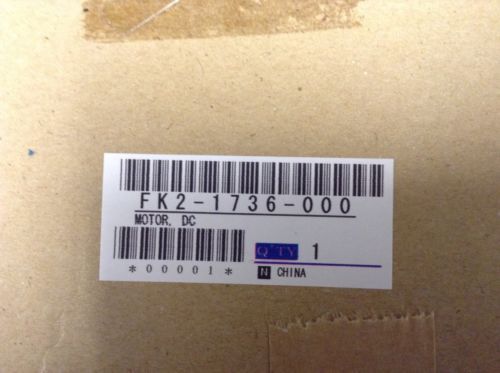 FK2-1736-000
MOTOR, DC
Q'TY 1
*00001*
N CHINA